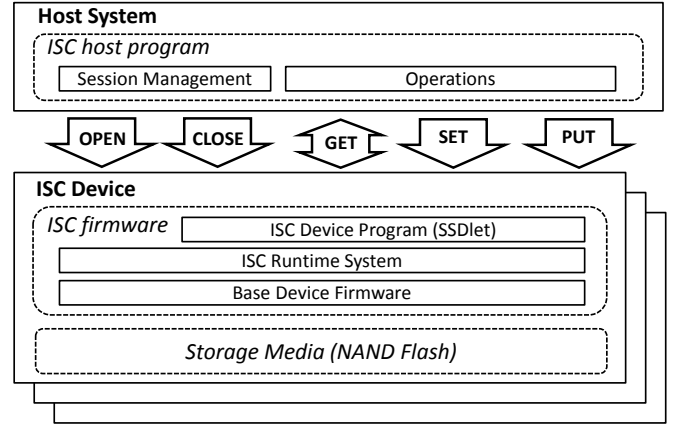 Host System
ISC host program
Session Management
Operations
OPEN
CLOSE
GET
SET
PUT
ISC Device
ISC firmware
ISC Device Program (SSDlet)
ISC Runtime System
Base Device Firmware
Storage Media (NAND Flash)